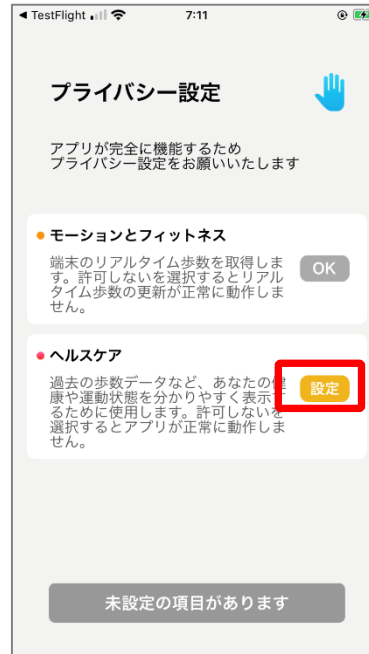 ◀ TestFlight 7:11
プライバシー設定
アプリが完全に機能するため
プライバシー設定をお願いいたします
モーションとフィットネス
端末のリアルタイム歩数を取得しま
す。許可しないを選択するとリアル
タイム歩数の更新が正常に動作しま
せん。
OK
ヘルスケア
過去の歩数データなど、あなたの健
康や運動状態を分かりやすく表示す
るために使用します。許可しないを
選択するとアプリが正常に動作しま
せん。
設定
未設定の項目があります